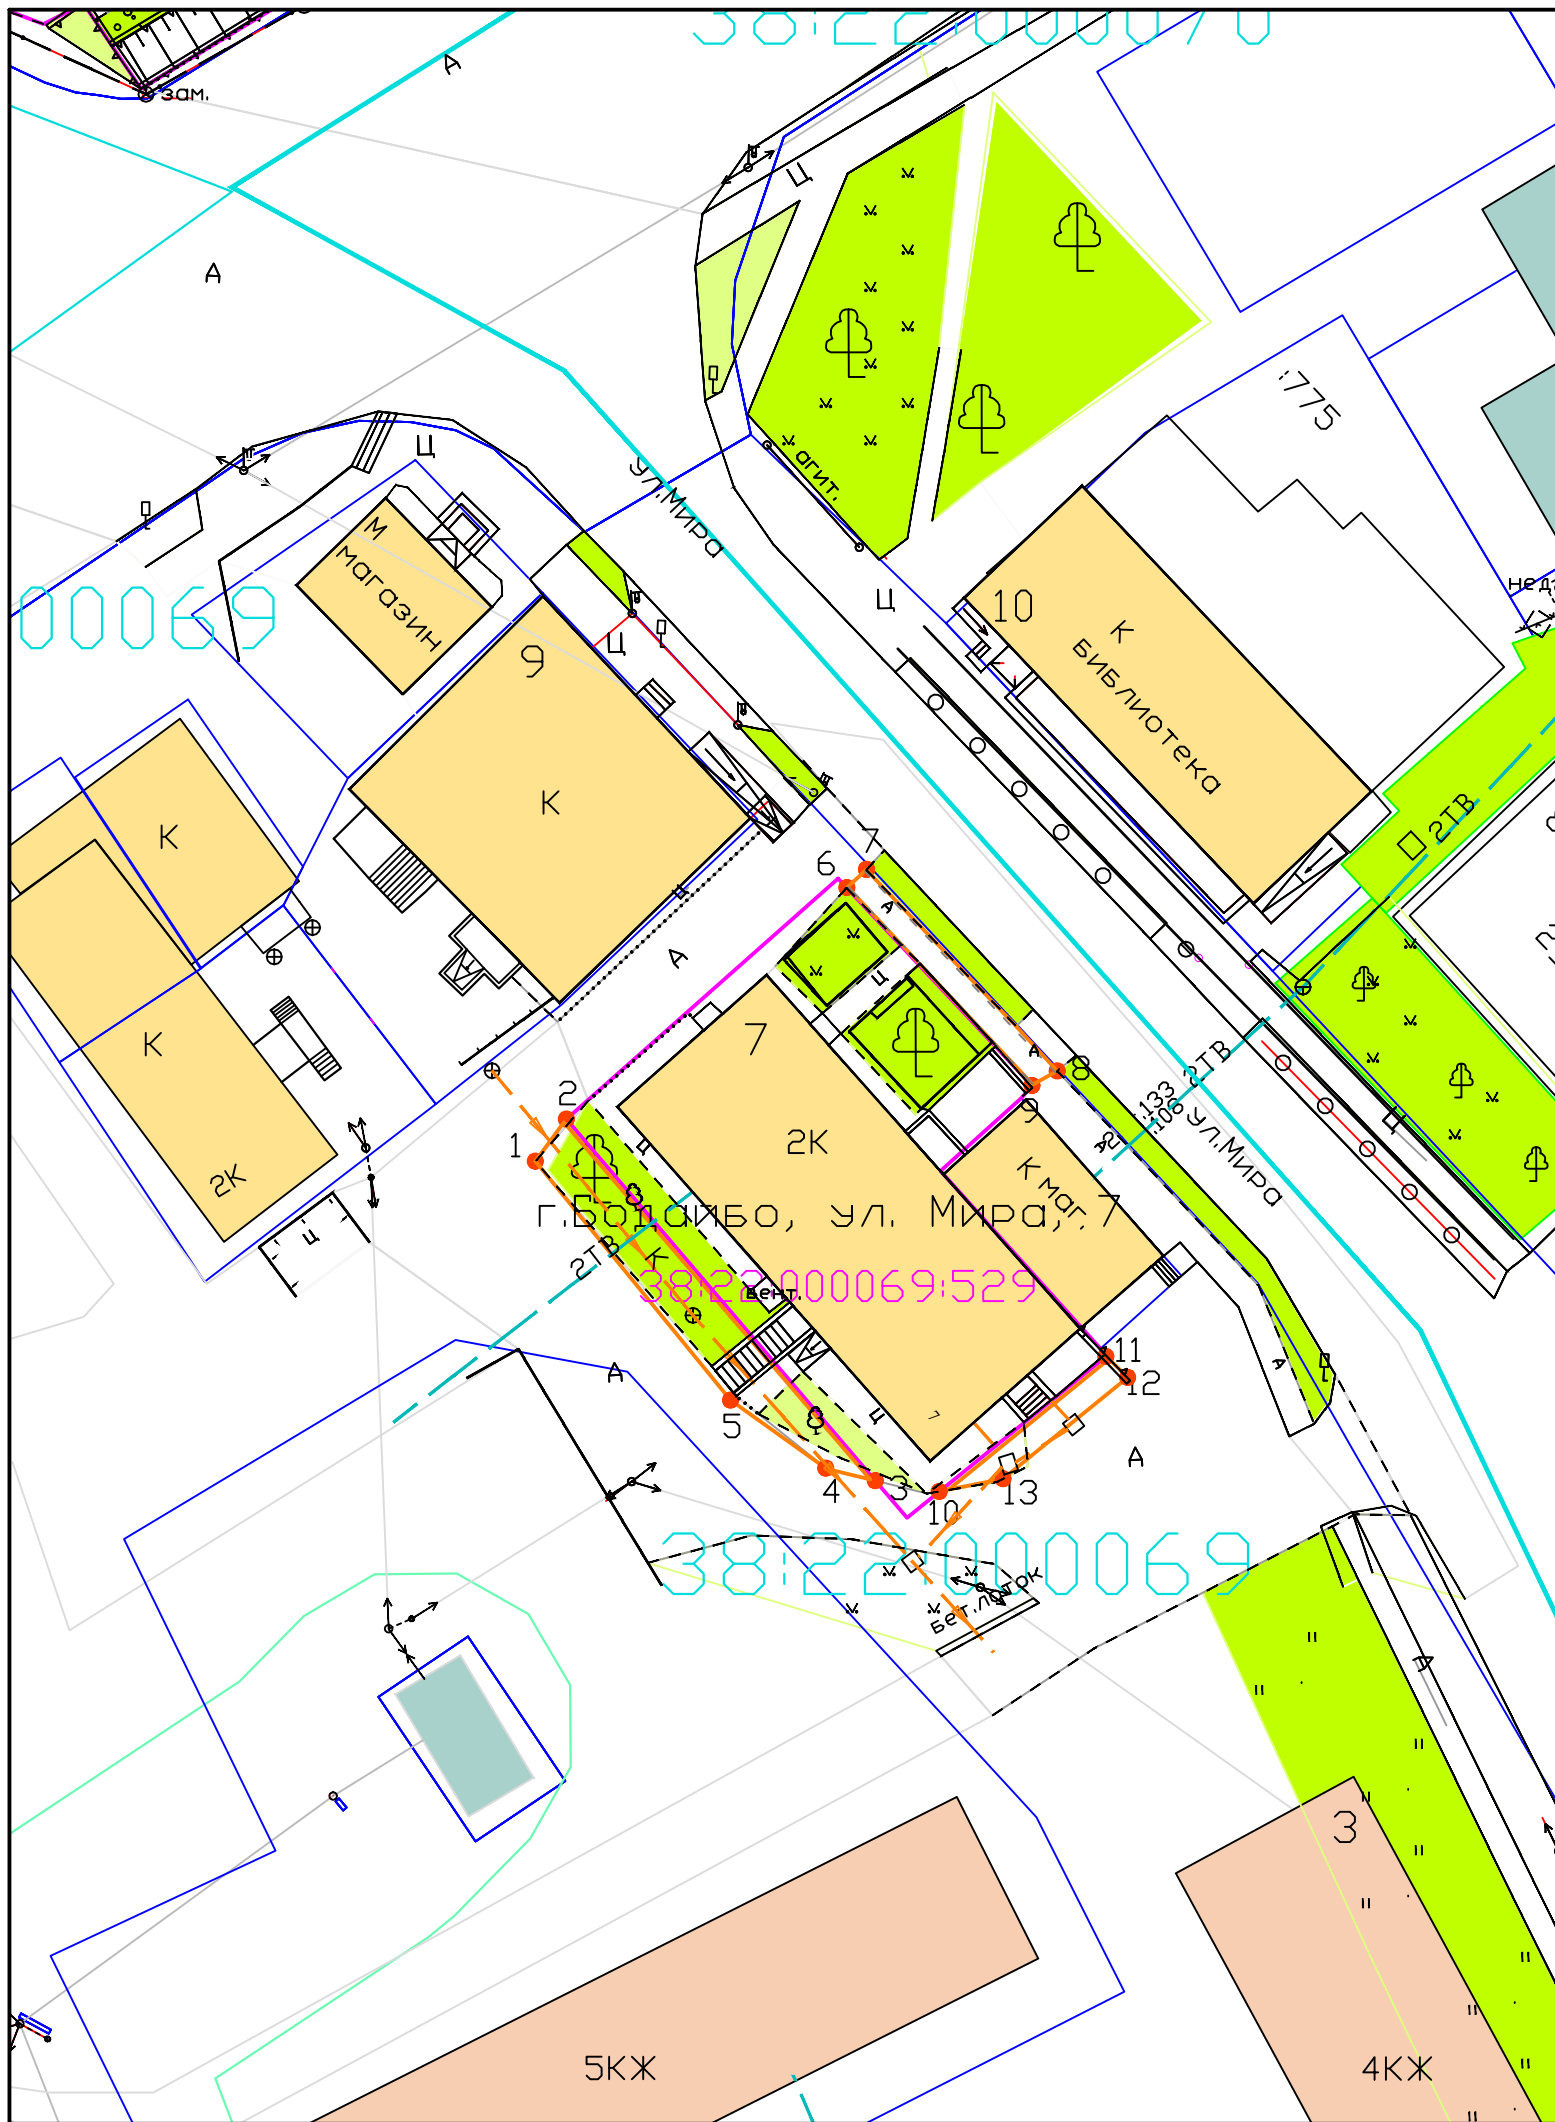 38:22:000070
А
зам.
Ц
А
:775
Ц
ул.Мира
агит.
М
магазин
Ц
10
К
БИБЛИОТЕКА
00069
Ц
9
К
К
2ТВ
7
6
А
А
Ц
7
К
2
1
2К
8
9
2ТВ
:133
ул.Мира
2К
К маг.
Ц
Ц
г.Бодайбо, ул. Мира, 7
2ТВ
К
38:22:000069:529
вент.
А
11
12
А
5
Ц
А
4
3
10
13
38:22:000069
Бет.лоток
А
3
5КЖ
4КЖ